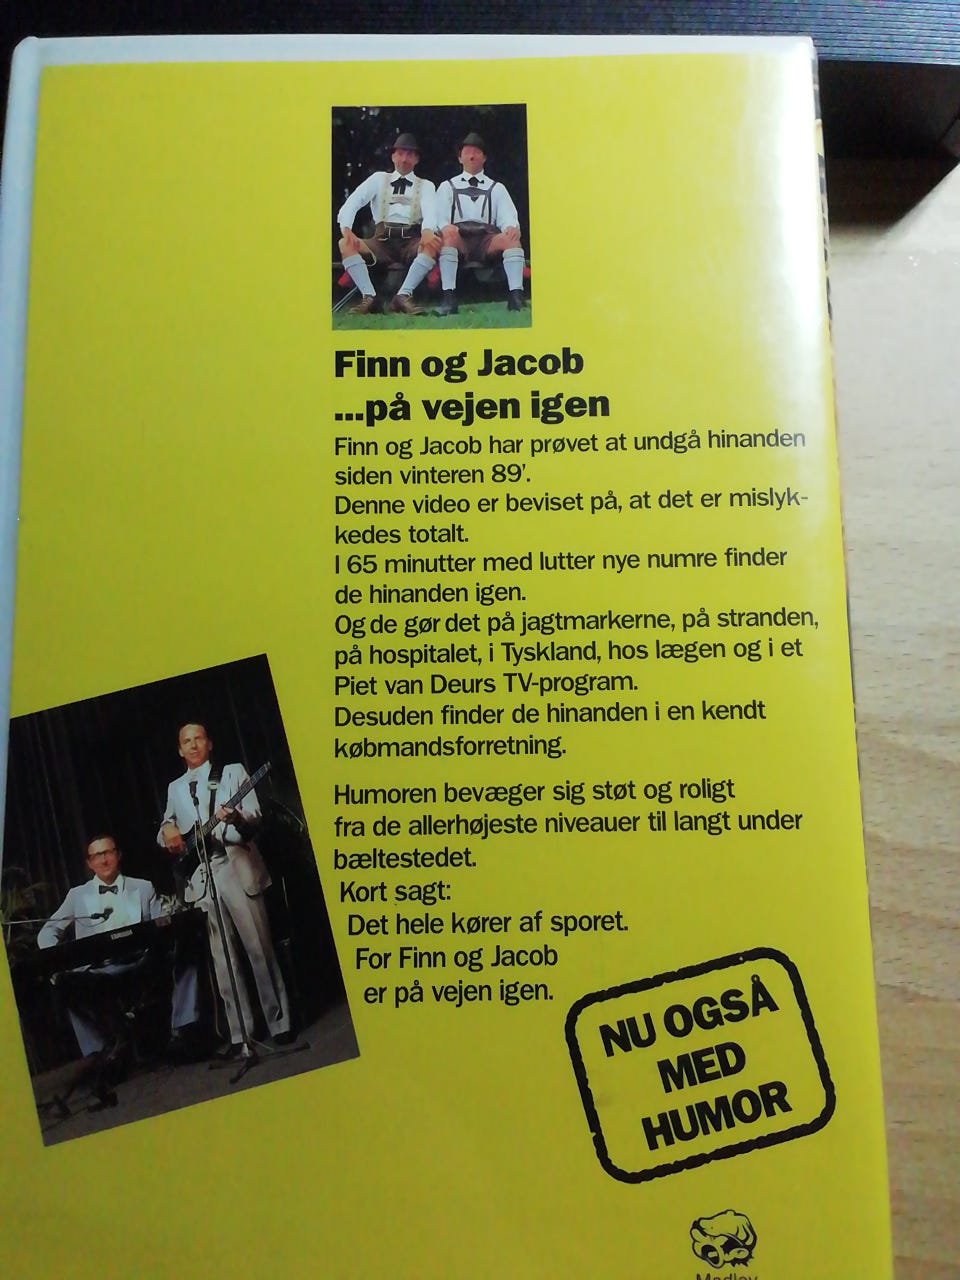 Finn og Jacob
...på vejen igen
Finn og Jacob har prøvet at undgå hinanden
siden vinteren 89'.
Denne video er beviset på, at det er mislyk-
kedes totalt.
I 65 minutter med lutter nye numre finder
de hinanden igen.
Og de gør det på jagtmarkerne, på stranden,
på hospitalet, i Tyskland, hos lægen og i et
Piet van Deurs TV-program.
Desuden finder de hinanden i en kendt
købmandsforretning.
Humoren bevæger sig støt og roligt
fra de allerhøjeste niveauer til langt under
bæltestedet.
Kort sagt:
Det hele kører af sporet.
For Finn og Jacob
er på vejen igen.
NU OGSÅ
MED
HUMOR
Medley